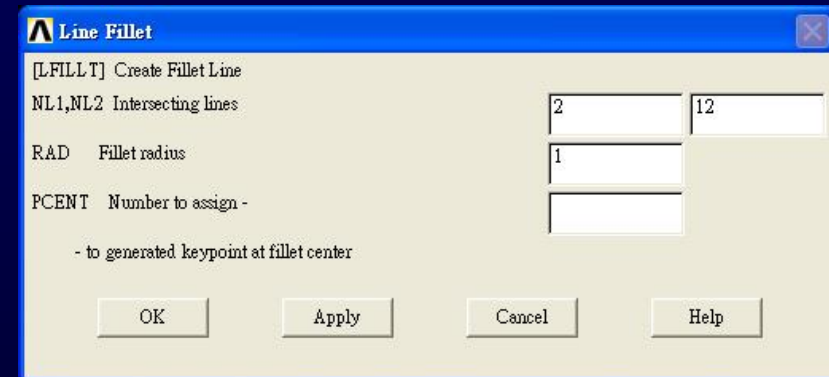 Line Fillet
[LFILLT] Create Fillet Line
NL1,NL2 Intersecting lines 2 12
RAD Fillet radius 1
PCENT Number to assign -
- to generated keypoint at fillet center
OK Apply Cancel Help